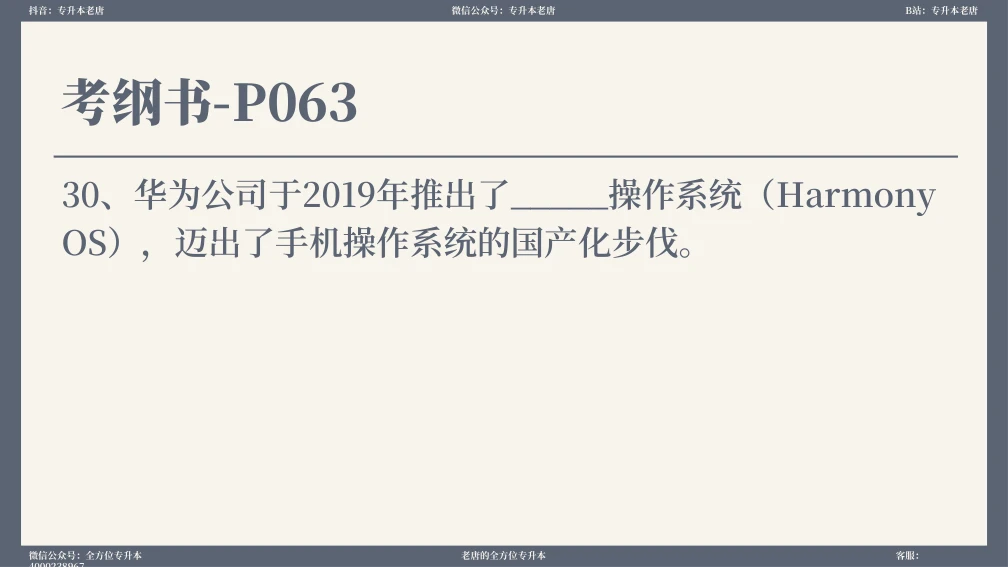 抖音：专升本老唐
微信公众号：专升本老唐
B站：专升本老唐
考纲书-P063
30、华为公司于2019年推出了______操作系统（Harmony
OS），迈出了手机操作系统的国产化步伐。
微信公众号：全方位专升本
老唐的全方位专升本
客服：
4000238967